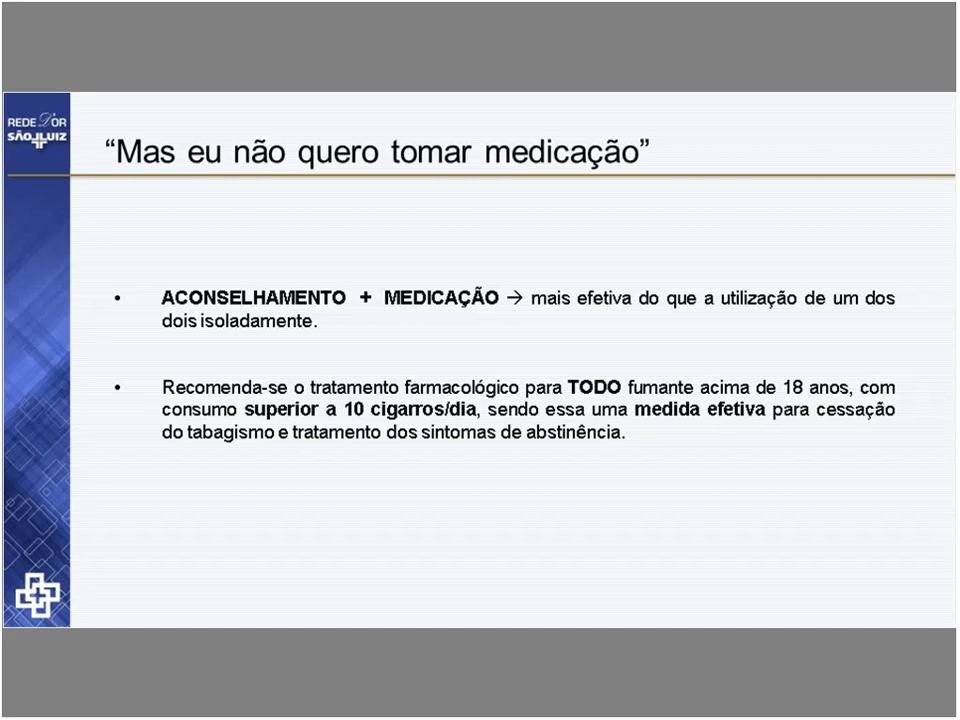 REDE D'OR
SÃO LUIZ
“Mas eu não quero tomar medicação”
• ACONSELHAMENTO + MEDICAÇÃO → mais efetiva do que a utilização de um dos
dois isoladamente.
• Recomenda-se o tratamento farmacológico para TODO fumante acima de 18 anos, com
consumo superior a 10 cigarros/dia, sendo essa uma medida efetiva para cessação
do tabagismo e tratamento dos sintomas de abstinência.